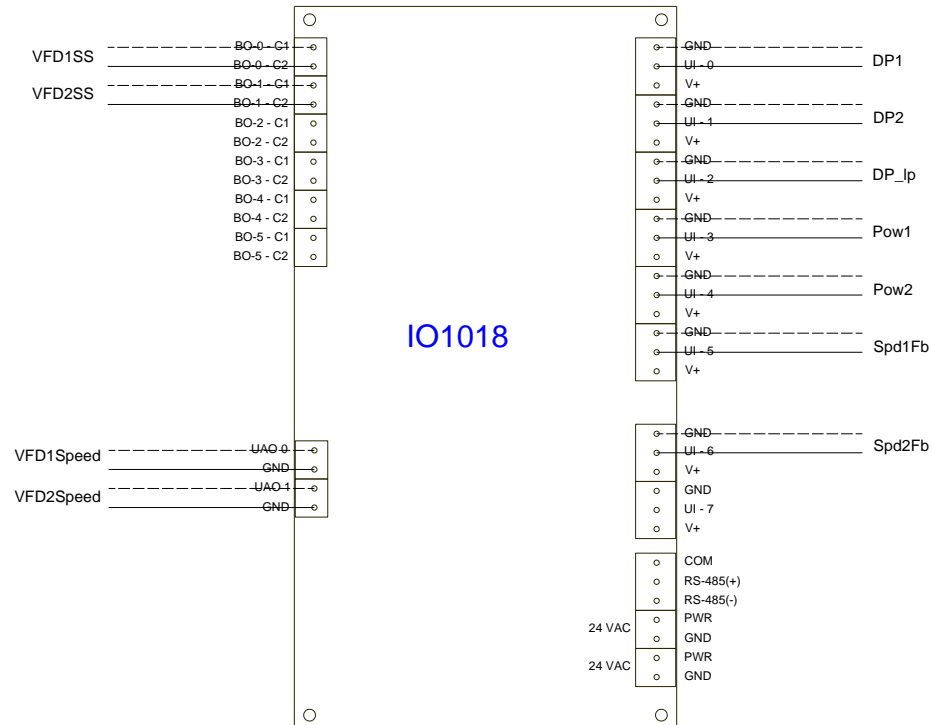 VFD1SS
VFD2SS
BO-0 - C1
BO-0 - C2
BO-1 - C1
BO-1 - C2
BO-2 - C1
BO-2 - C2
BO-3 - C1
BO-3 - C2
BO-4 - C1
BO-4 - C2
BO-5 - C1
BO-5 - C2
VFD1Speed
VFD2Speed
UAO 0
GND
UAO 1
GND
IO1018
GND
UI - 0
V+
GND
UI - 1
V+
GND
UI - 2
V+
GND
UI - 3
V+
GND
UI - 4
V+
GND
UI - 5
V+
GND
UI - 6
V+
GND
UI - 7
V+
COM
RS-485(+)
RS-485(-)
24 VAC
PWR
GND
24 VAC
PWR
GND
DP1
DP2
DP_lp
Pow1
Pow2
Spd1Fb
Spd2Fb